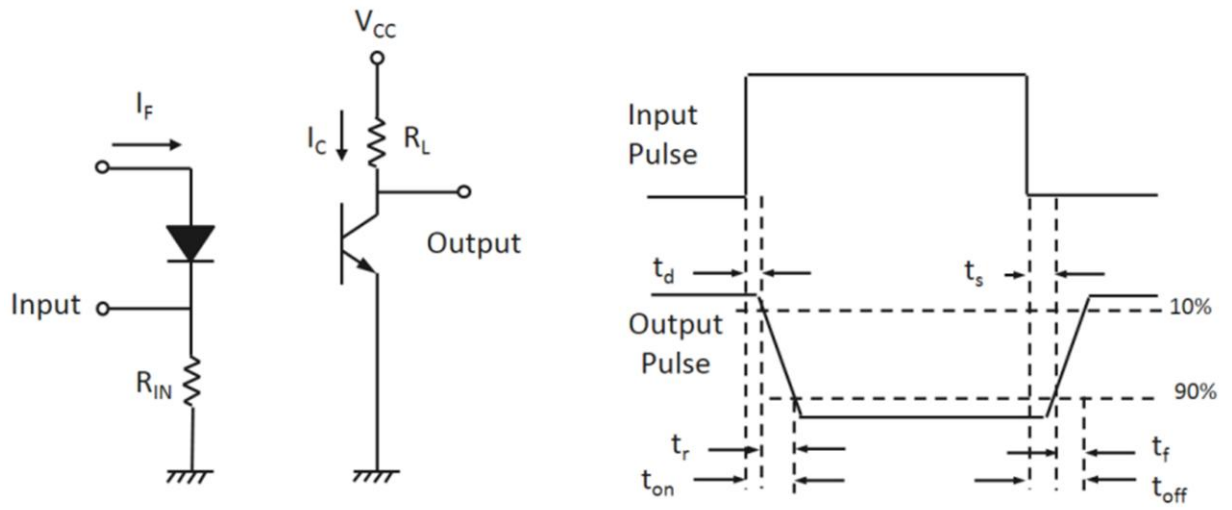 V_CC
I_F
I_C
R_L
Output
Input
R_IN
Input
Pulse
t_d
t_s
10%
Output
Pulse
90%
t_r
t_f
t_on
t_off